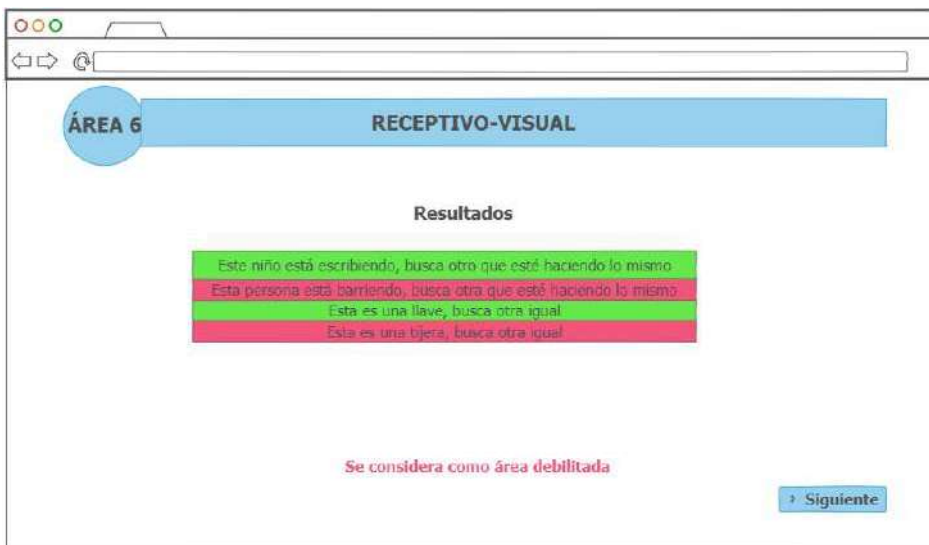 ÁREA 6
RECEPTIVO-VISUAL
Resultados
Este niño está escribiendo, busca otro que esté haciendo lo mismo
Esta persona está barriendo, busca otra que esté haciendo lo mismo
Esta es una llave, busca otra igual
Esta es una tijera, busca otra igual
Se considera como área debilitada
Siguiente